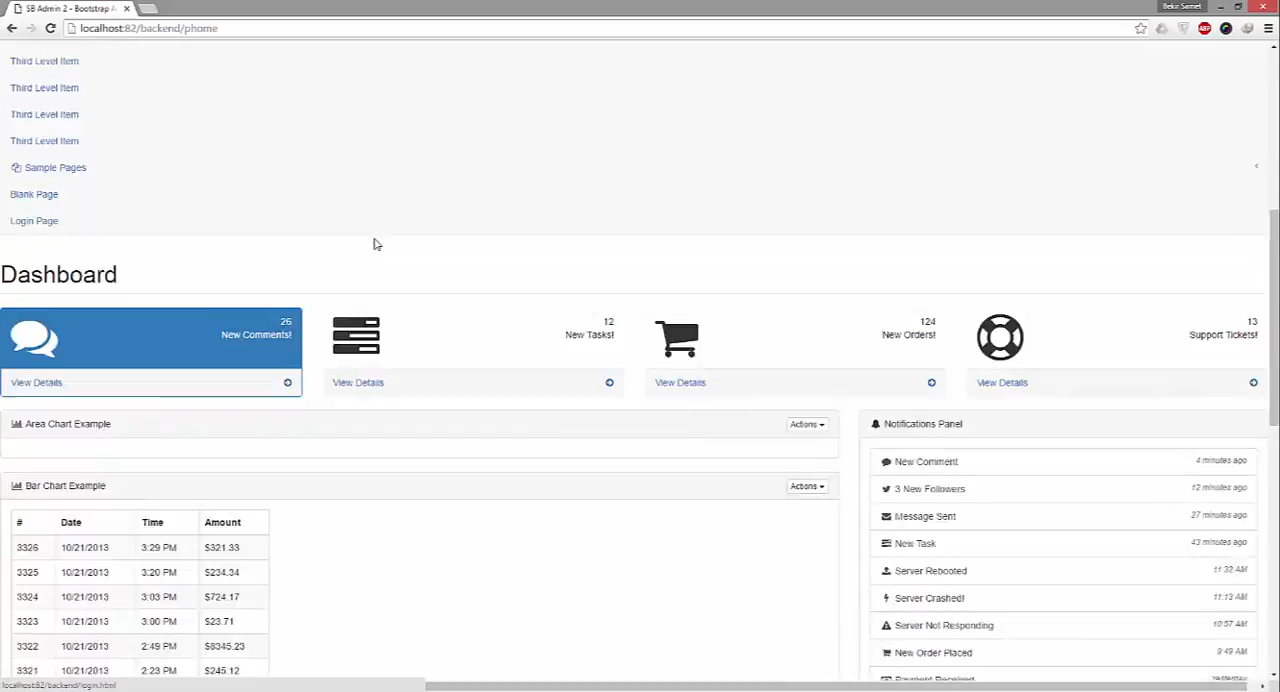 SB Admin 2 - Bootstrap A
Bekir Samet
localhost:82/backend/phome
ABP
Third Level Item
Third Level Item
Third Level Item
Third Level Item
Sample Pages
Blank Page
Login Page
Dashboard
26
New Comments!
View Details
12
New Tasks!
View Details
124
New Orders!
View Details
13
Support Tickets!
View Details
Area Chart Example
Actions
Bar Chart Example
Actions
# Date Time Amount
3326 10/21/2013 3:29 PM $321.33
3325 10/21/2013 3:20 PM $234.34
3324 10/21/2013 3:03 PM $724.17
3323 10/21/2013 3:00 PM $23.71
3322 10/21/2013 2:49 PM $8345.23
3321 10/21/2013 2:23 PM $245.12
Notifications Panel
New Comment 4 minutes ago
3 New Followers 12 minutes ago
Message Sent 27 minutes ago
New Task 43 minutes ago
Server Rebooted 11:32 AM
Server Crashed! 11:13 AM
Server Not Responding 10:57 AM
New Order Placed 9:49 AM
Payment Received Yesterday
localhost:82/backend/login.html